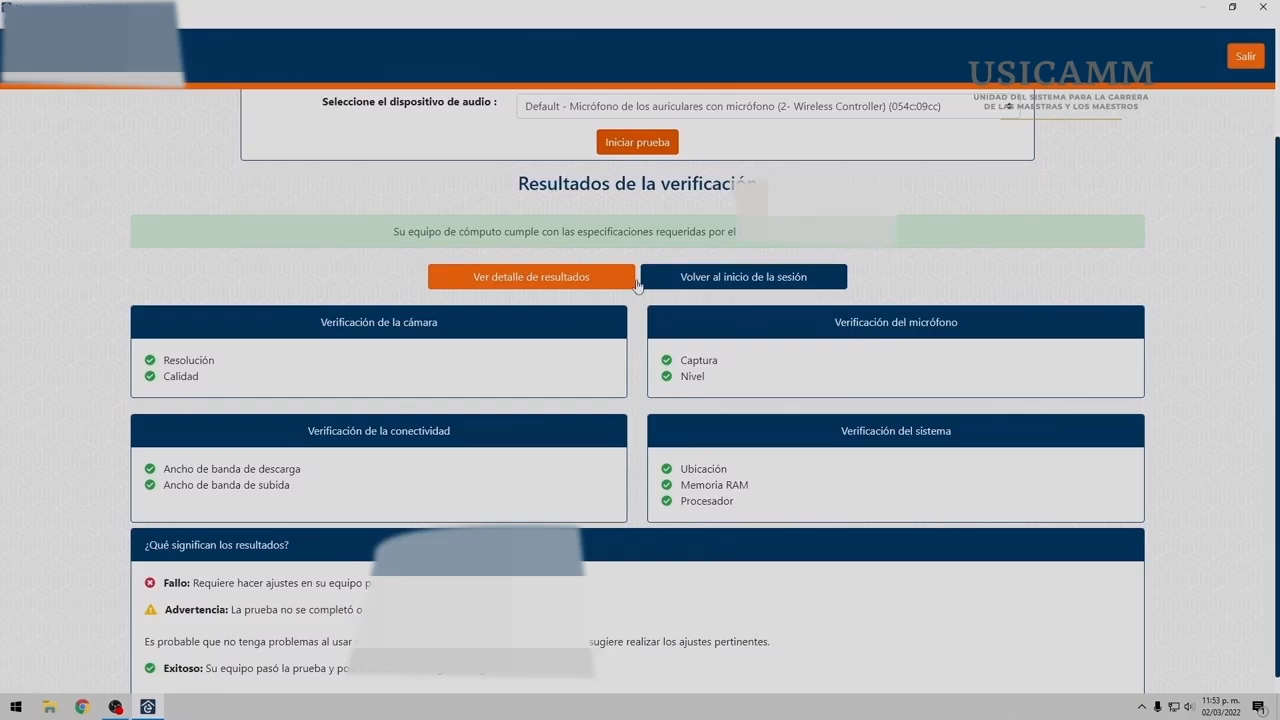 Salir
USICAMM
UNIDAD DEL SISTEMA PARA LA CARRERA
DE LAS MAESTRAS Y LOS MAESTROS
Seleccione el dispositivo de audio :
Default - Micrófono de los auriculares con micrófono (2- Wireless Controller) (054c:09cc)
Iniciar prueba
Resultados de la verificación
Su equipo de cómputo cumple con las especificaciones requeridas por el
Ver detalle de resultados
Volver al inicio de la sesión
Verificación de la cámara
Resolución
Calidad
Verificación del micrófono
Captura
Nivel
Verificación de la conectividad
Ancho de banda de descarga
Ancho de banda de subida
Verificación del sistema
Ubicación
Memoria RAM
Procesador
¿Qué significan los resultados?
Fallo: Requiere hacer ajustes en su equipo
Advertencia: La prueba no se completó
Es probable que no tenga problemas al usar sugiere realizar los ajustes pertinentes.
Exitoso: Su equipo pasó la prueba y
11:53 p. m.
02/03/2022